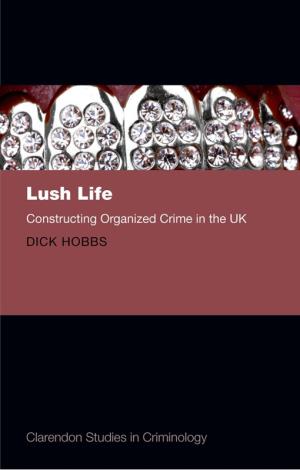 Lush Life
Constructing Organized Crime in the UK
DICK HOBBS
Clarendon Studies in Criminology